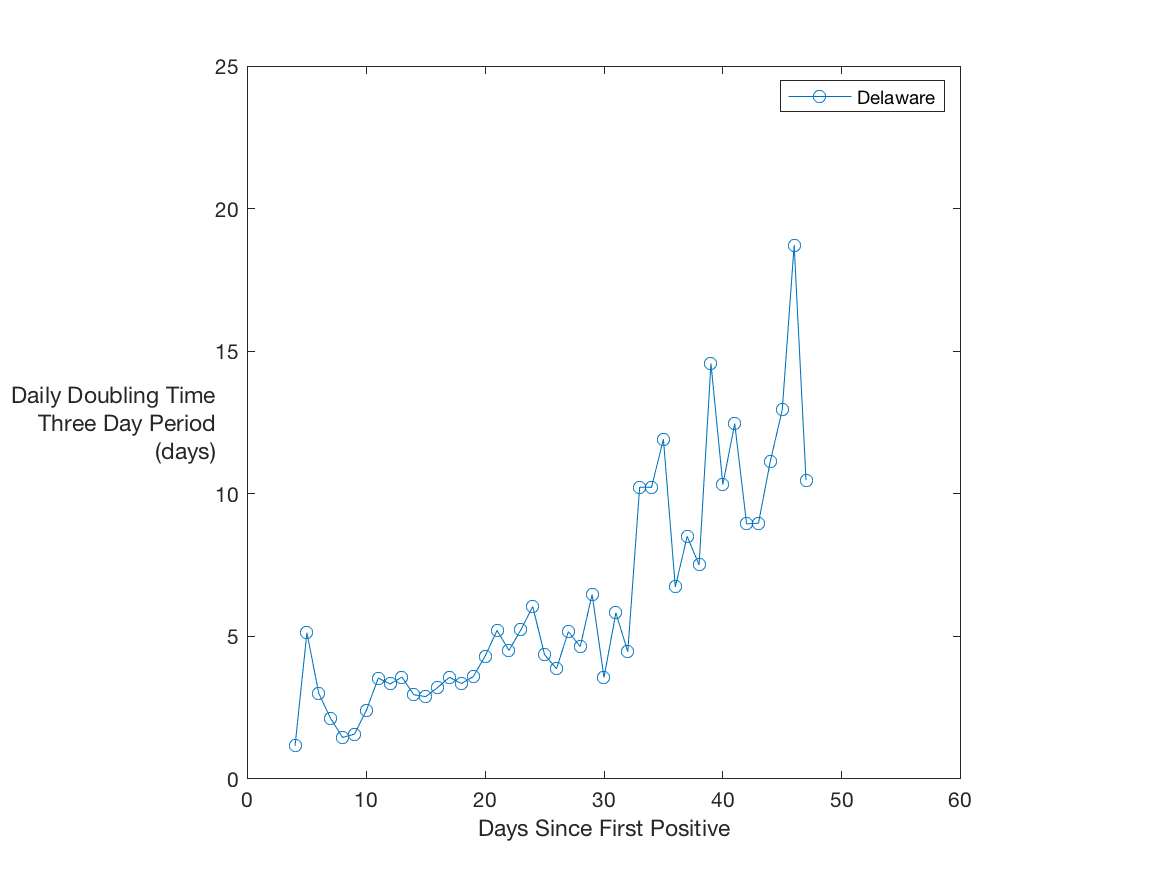 25
Delaware
20
15
Daily Doubling Time
Three Day Period
(days)
10
5
0
0 10 20 30 40 50 60
Days Since First Positive